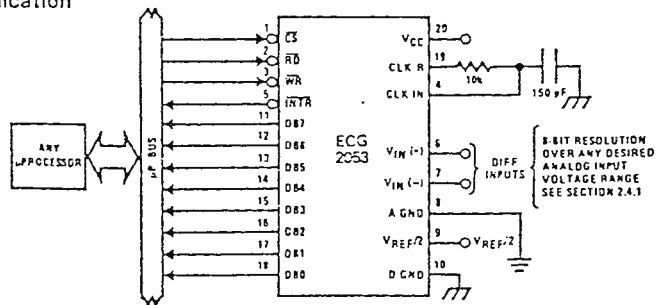 ication
1 CS
2 RD
3 WR
5 INTR
11 DB7
12 DB6
13 DB5
14 DB4
15 DB3
16 CB2
17 OB1
18 DB0
ANY
µPROCESSOR
µP BUS
ECG
2053
VCC 20
CLK R 19
10k
CLK IN 4
150 pF
VIN (-) 6
VIN (-) 7
DIFF
INPUTS
8-BIT RESOLUTION
OVER ANY DESIRED
ANALOG INPUT
VOLTAGE RANGE
SEE SECTION 2.4.1
A GND 8
VREF/2 9 VREF/2
D GND 10